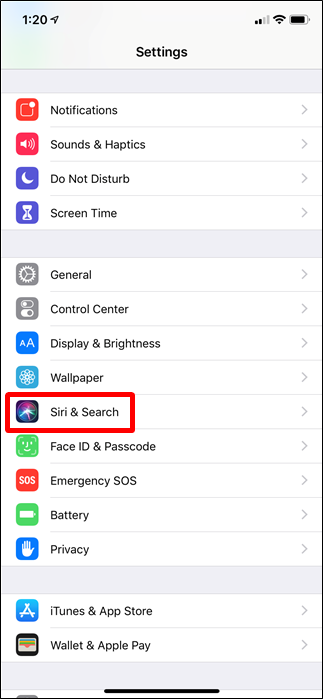 1:20
Settings
Notifications
Sounds & Haptics
Do Not Disturb
Screen Time
General
Control Center
AA Display & Brightness
Wallpaper
Siri & Search
Face ID & Passcode
SOS Emergency SOS
Battery
Privacy
iTunes & App Store
Wallet & Apple Pay